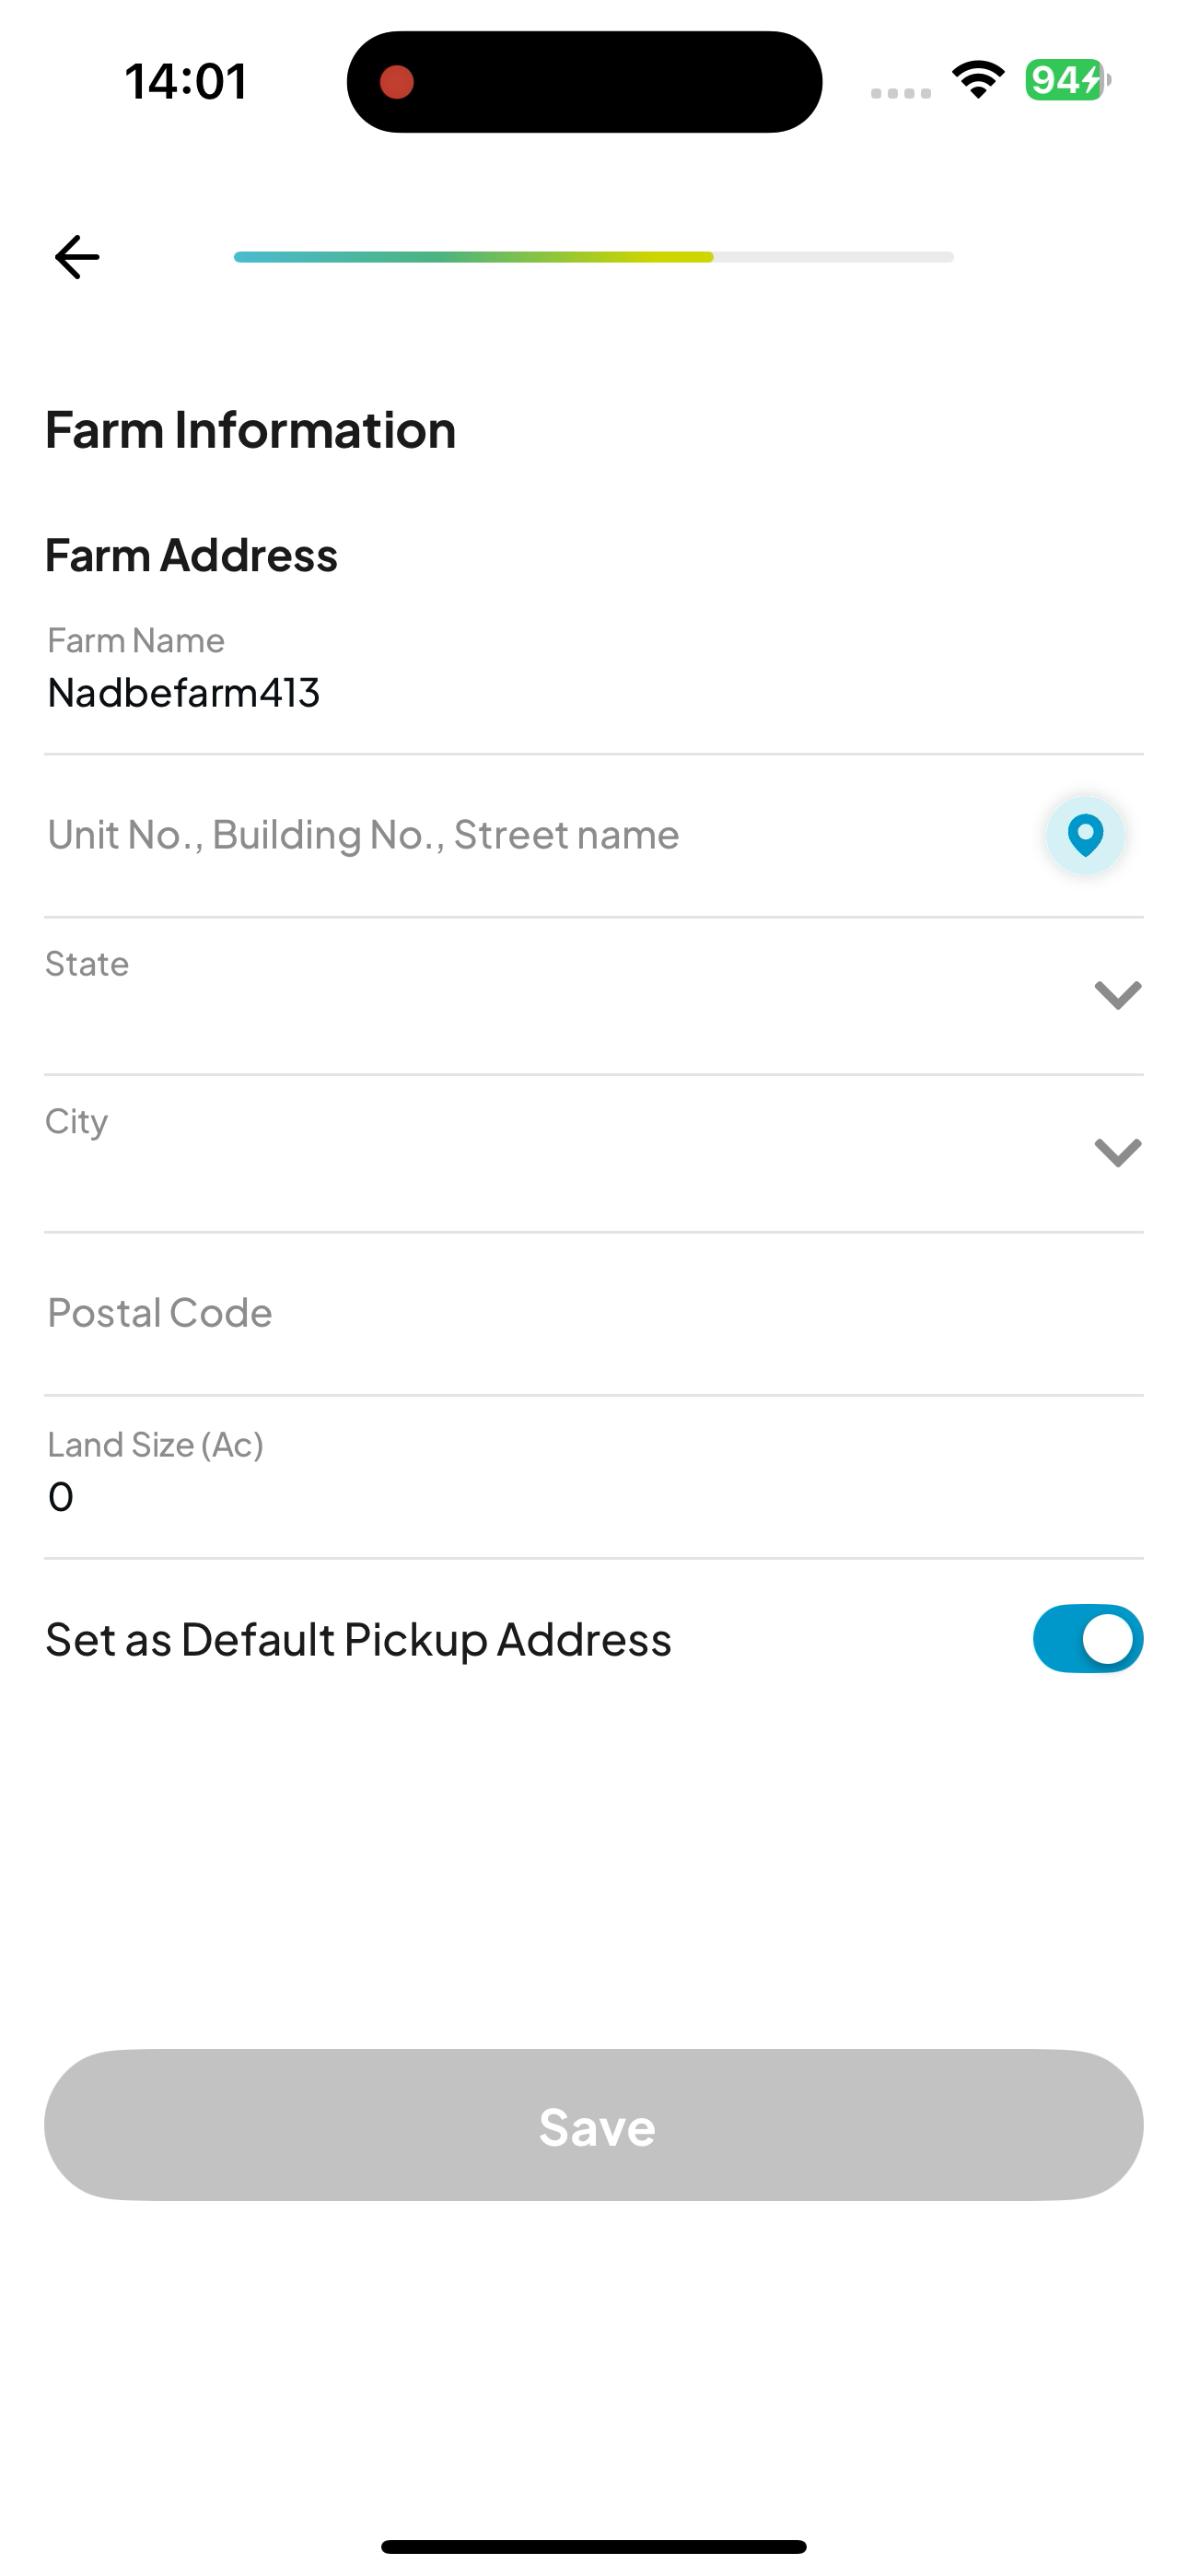 14:01
94
Farm Information
Farm Address
Farm Name
Nadbefarm413
Unit No., Building No., Street name
State
City
Postal Code
Land Size (Ac)
0
Set as Default Pickup Address
Save